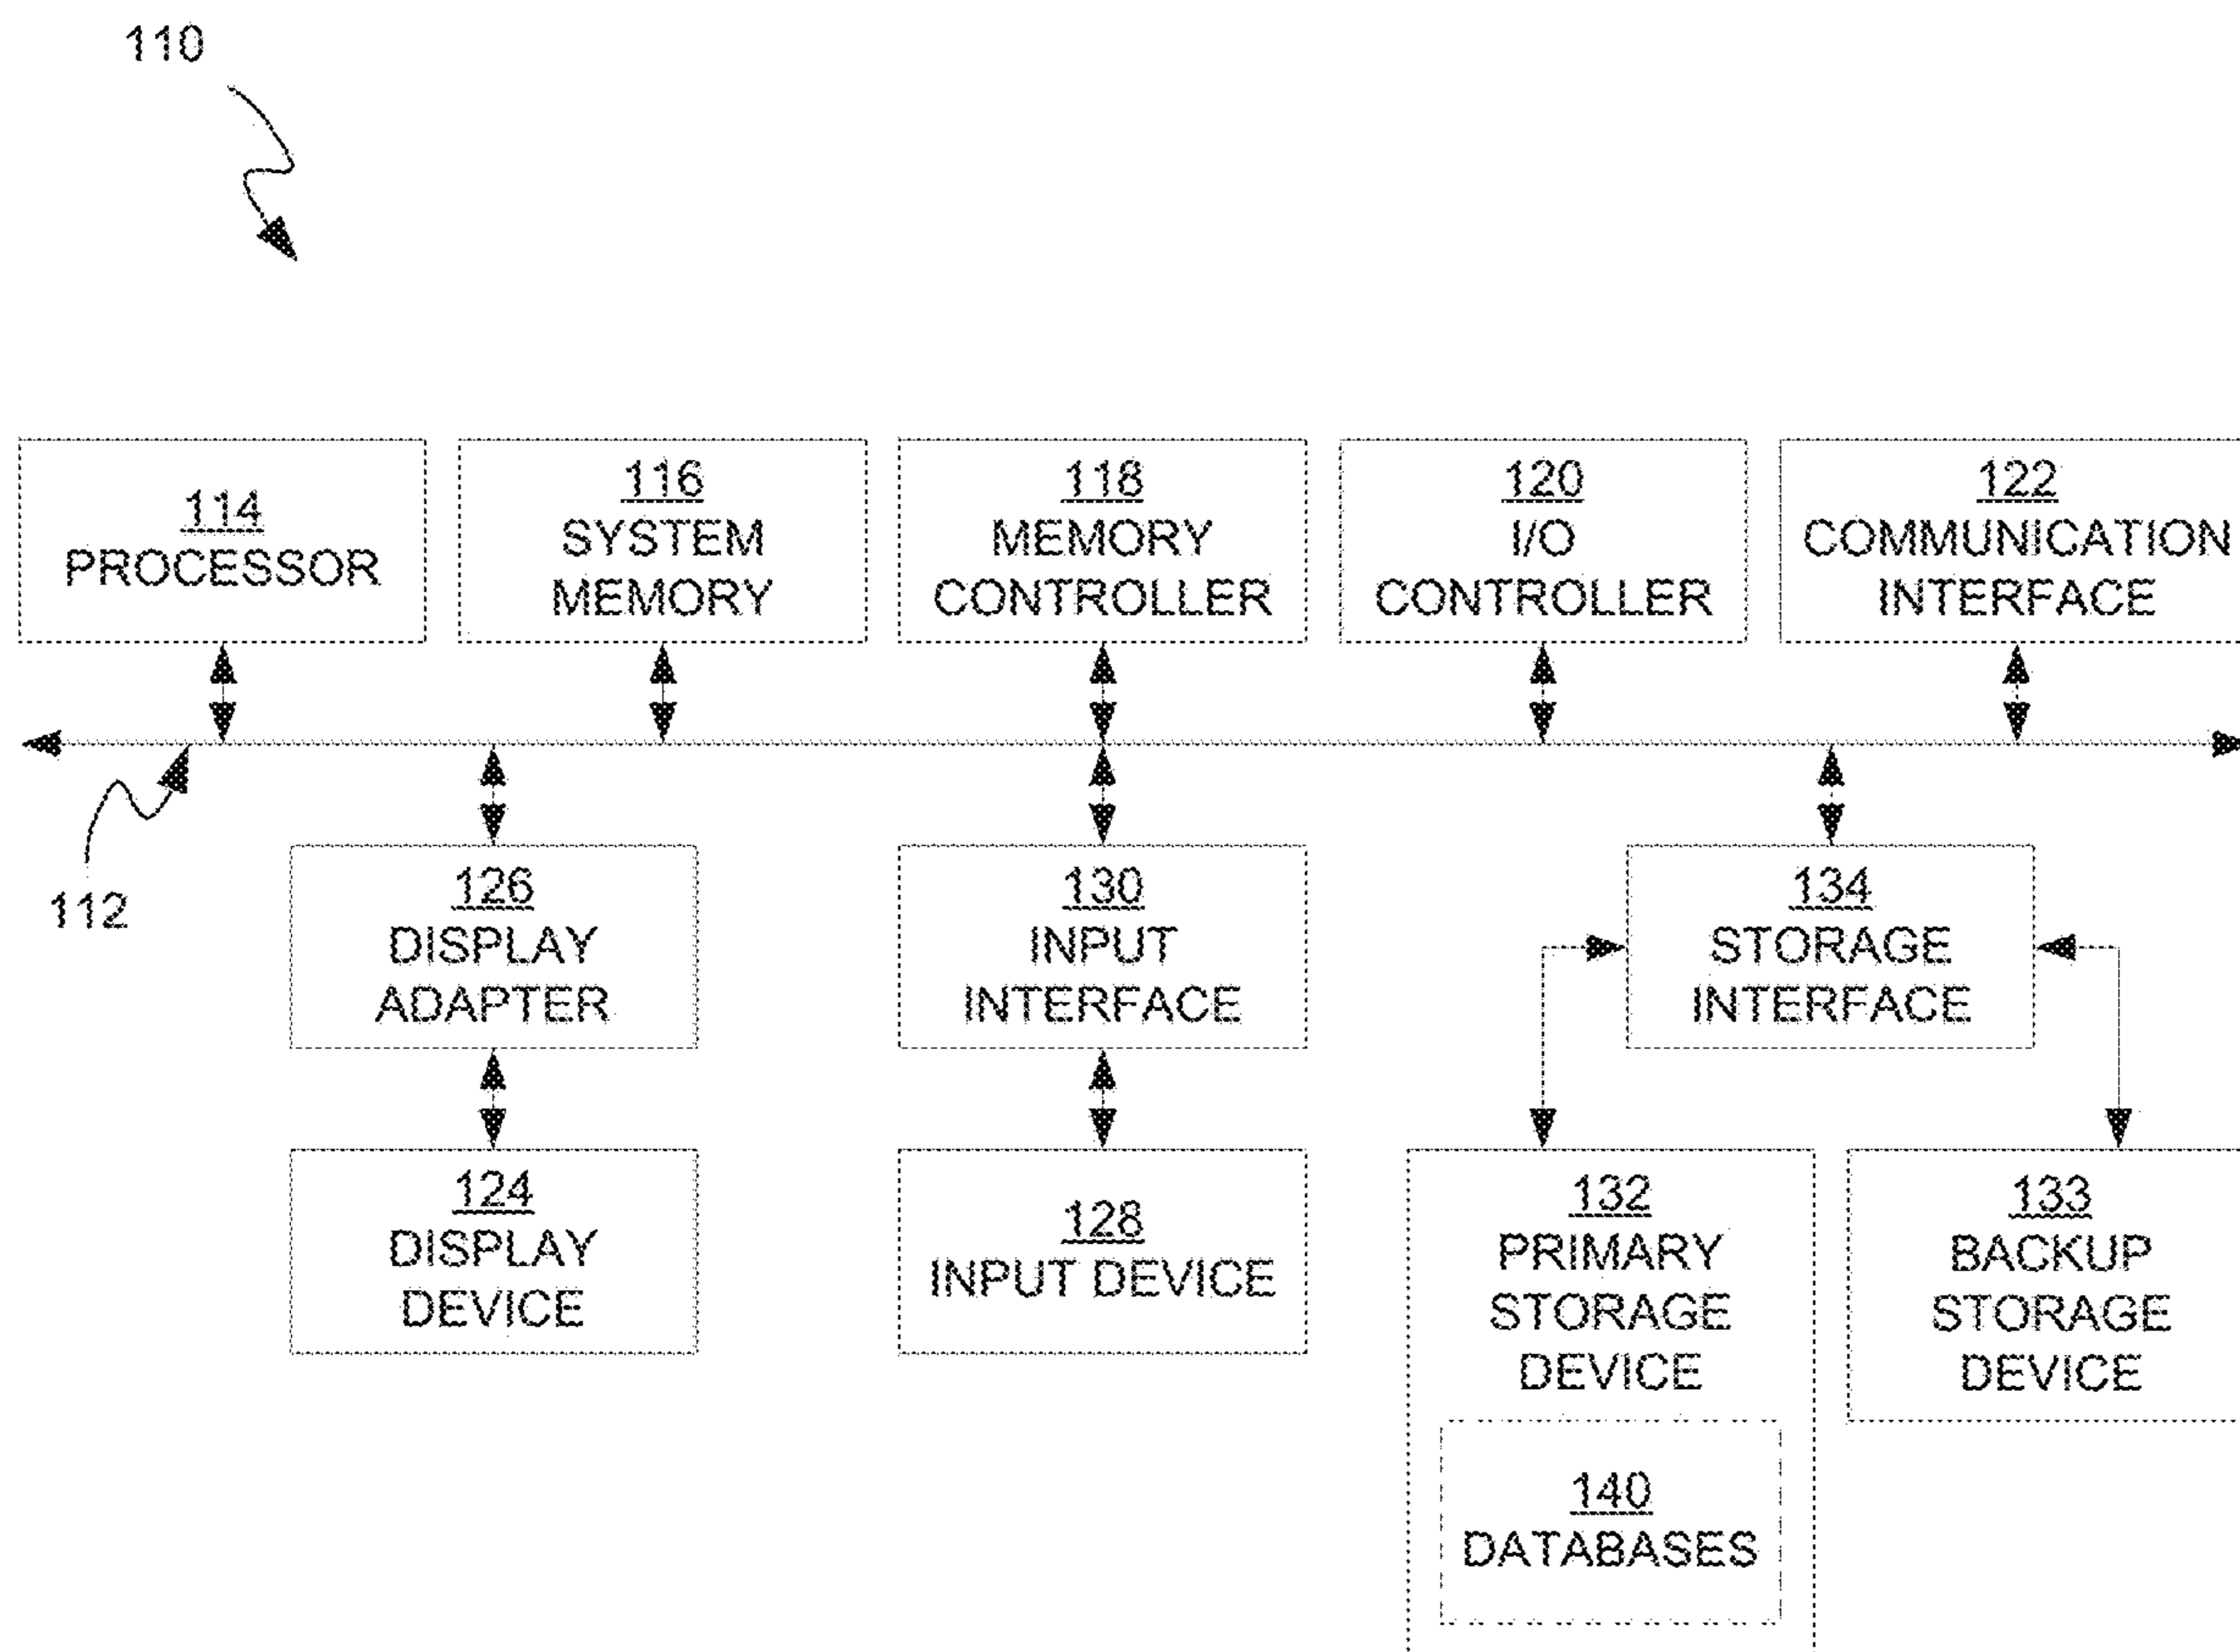 110
114
PROCESSOR
116
SYSTEM
MEMORY
118
MEMORY
CONTROLLER
120
I/O
CONTROLLER
122
COMMUNICATION
INTERFACE
112
126
DISPLAY
ADAPTER
130
INPUT
INTERFACE
134
STORAGE
INTERFACE
124
DISPLAY
DEVICE
128
INPUT DEVICE
132
PRIMARY
STORAGE
DEVICE
133
BACKUP
STORAGE
DEVICE
140
DATABASES